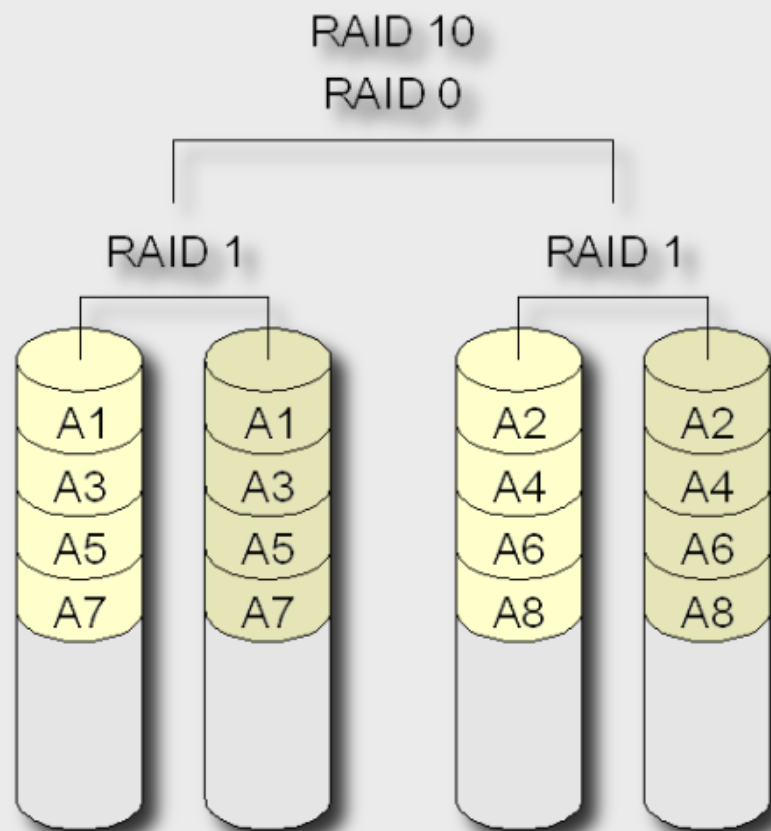 RAID 10
RAID 0
RAID 1 RAID 1
A1 A1 A2 A2
A3 A3 A4 A4
A5 A5 A6 A6
A7 A7 A8 A8